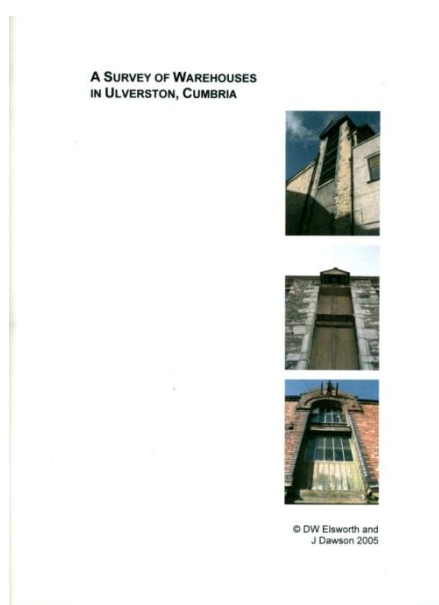 A SURVEY OF WAREHOUSES
IN ULVERSTON, CUMBRIA
© DW Elsworth and
J Dawson 2005